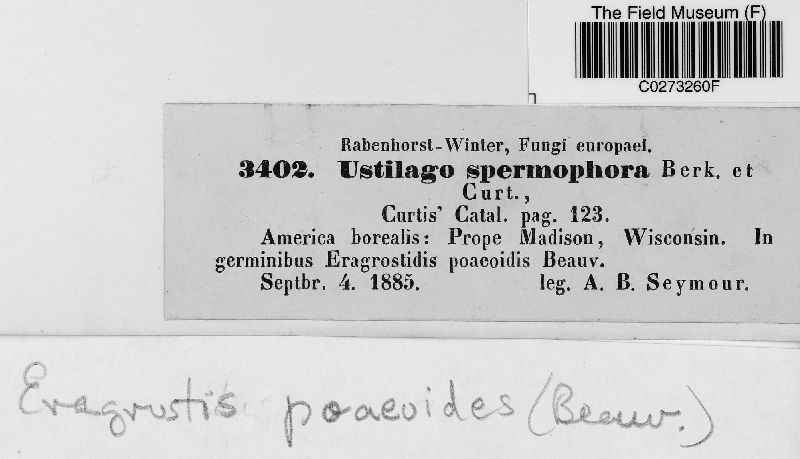 The Field Museum (F)
C0273260F
Rabenhorst-Winter, Fungi europaei.
3402. Ustilago spermophora Berk. et
Curt.,
Curtis' Catal. pag. 123.
America borealis: Prope Madison, Wisconsin. In
germinibus Eragrostidis poaeoidis Beauv.
Septbr. 4. 1885. leg. A. B. Seymour.
Eragrostis poaeoides (Beauv.)